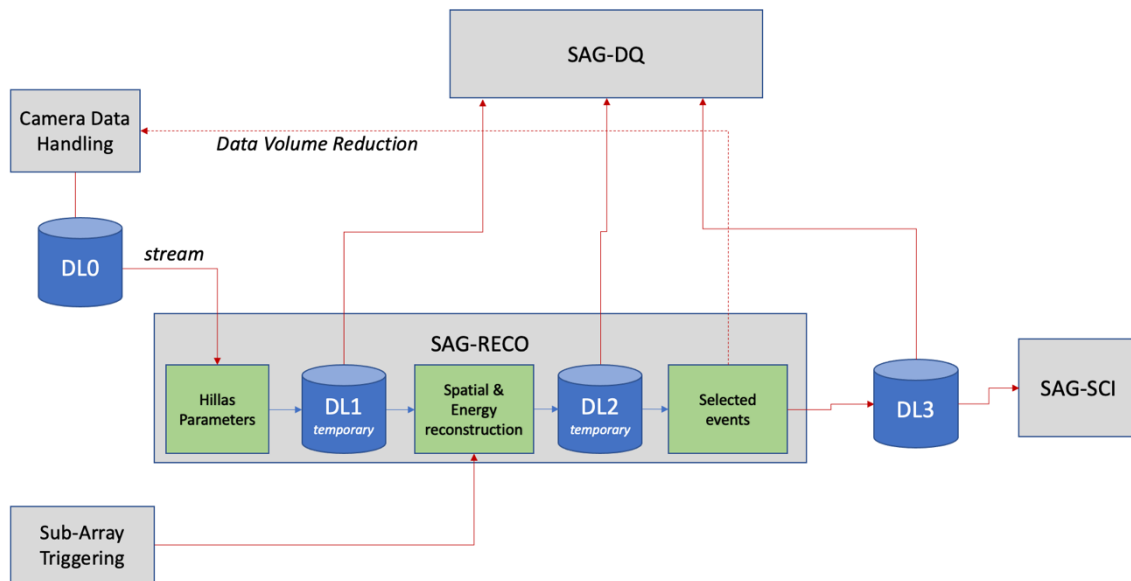 SAG-DQ
Camera Data
Handling
Data Volume Reduction
DL0
stream
SAG-RECO
Hillas
Parameters
DL1
temporary
Spatial &
Energy
reconstruction
DL2
temporary
Selected
events
DL3
SAG-SCI
Sub-Array
Triggering